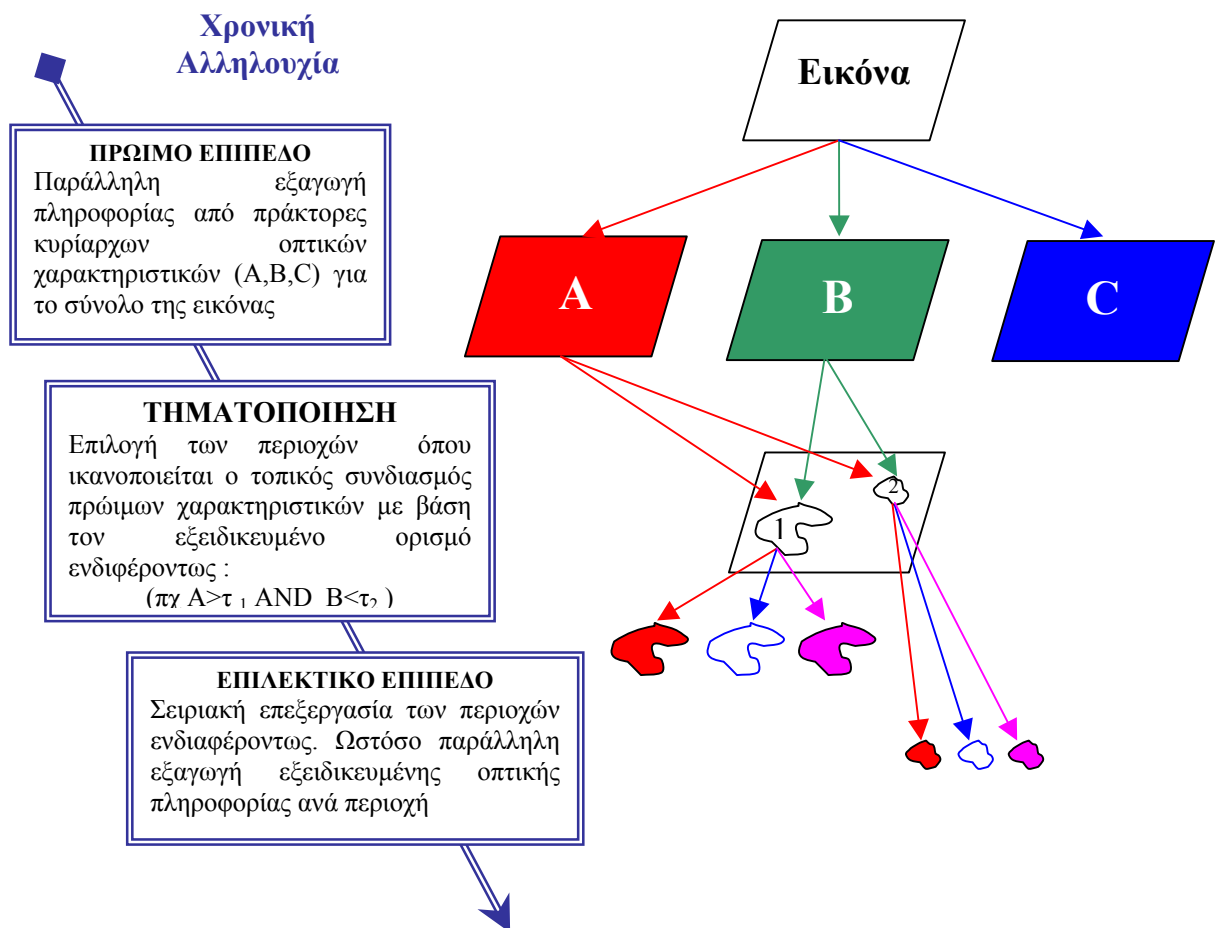 Χρονική
Αλληλουχία
Εικόνα
ΠΡΩΙΜΟ ΕΠΙΠΕΔΟ
Παράλληλη εξαγωγή
πληροφορίας από πράκτορες
κυρίαρχων οπτικών
χαρακτηριστικών (A,B,C) για
το σύνολο της εικόνας
A
B
C
ΤΗΜΑΤΟΠΟΙΗΣΗ
Επιλογή των περιοχών όπου
ικανοποιείται ο τοπικός συνδιασμός
πρώιμων χαρακτηριστικών με βάση
τον εξειδικευμένο ορισμό
ενδιφέροντως :
(πχ A>τ 1 AND B<τ2 )
1
2
ΕΠΙΛΕΚΤΙΚΟ ΕΠΙΠΕΔΟ
Σειριακή επεξεργασία των περιοχών
ενδιαφέροντως. Ωστόσο παράλληλη
εξαγωγή εξειδικευμένης οπτικής
πληροφορίας ανά περιοχή